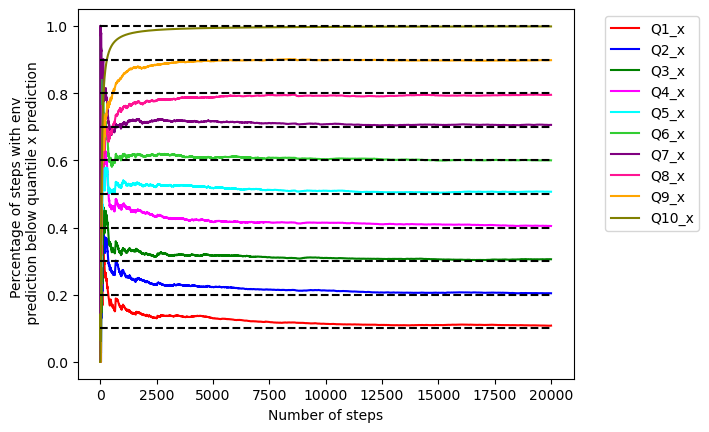 1.0
0.8
0.6
0.4
0.2
0.0
Percentage of steps with env
prediction below quantile x prediction
0
2500
5000
7500
10000
12500
15000
17500
20000
Number of steps
Q1_x
Q2_x
Q3_x
Q4_x
Q5_x
Q6_x
Q7_x
Q8_x
Q9_x
Q10_x